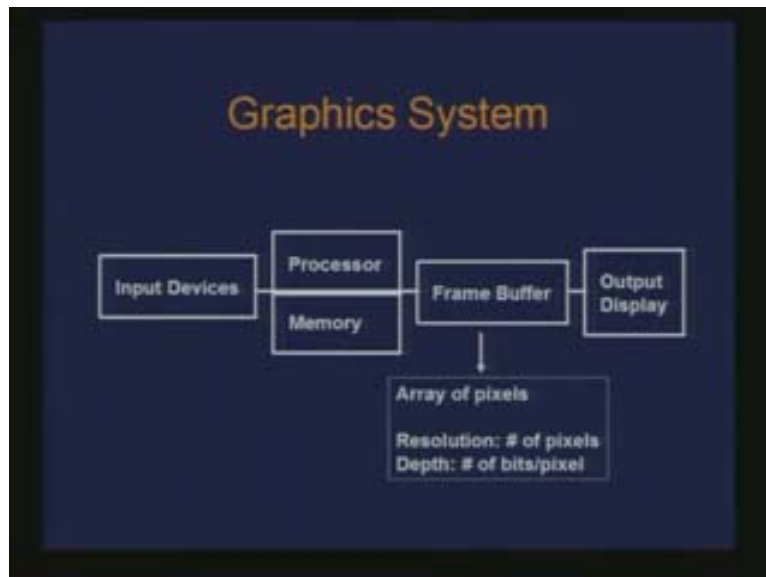 Graphics System
Input Devices
Processor
Memory
Frame Buffer
Output
Display
Array of pixels
Resolution: # of pixels
Depth: # of bits/pixel